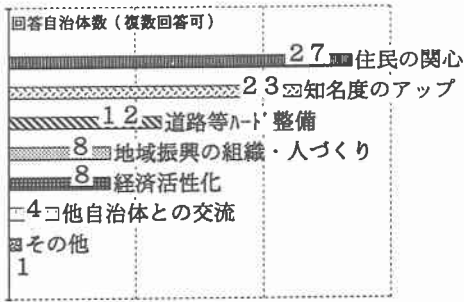 回答自治体数（複数回答可）
27 住民の関心
23 知名度のアップ
12 道路等ハード整備
8 地域振興の組織・人づくり
8 経済活性化
4 他自治体との交流
その他
1